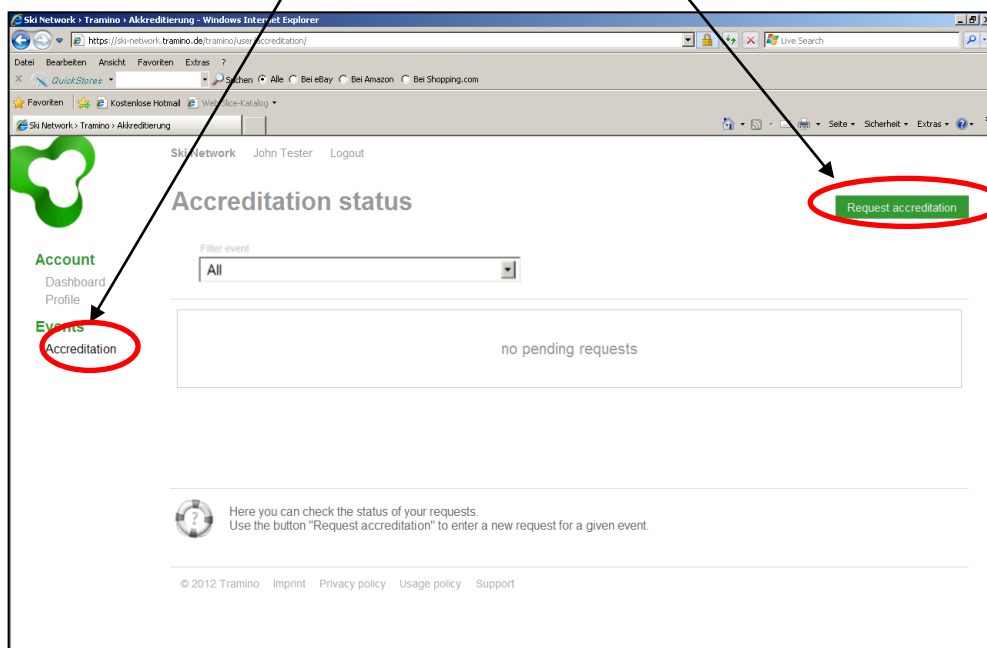 Ski Network › Tramino › Akkreditierung - Windows Internet Explorer
https://ski-network.tramino.de/tramino/user/accreditation/
Live Search
Datei Bearbeiten Ansicht Favoriten Extras ?
QuickStores Suchen Alle Bei eBay Bei Amazon Bei Shopping.com
Favoriten Kostenlose Hotmail Web Slice-Katalog
Ski Network › Tramino › Akkreditierung
Seite Sicherheit Extras
Ski Network John Tester Logout
Accreditation status
Request accreditation
Filter event
All
Account
Dashboard
Profile
Events
Accreditation
no pending requests
Here you can check the status of your requests.
Use the button "Request accreditation" to enter a new request for a given event.
© 2012 Tramino Imprint Privacy policy Usage policy Support